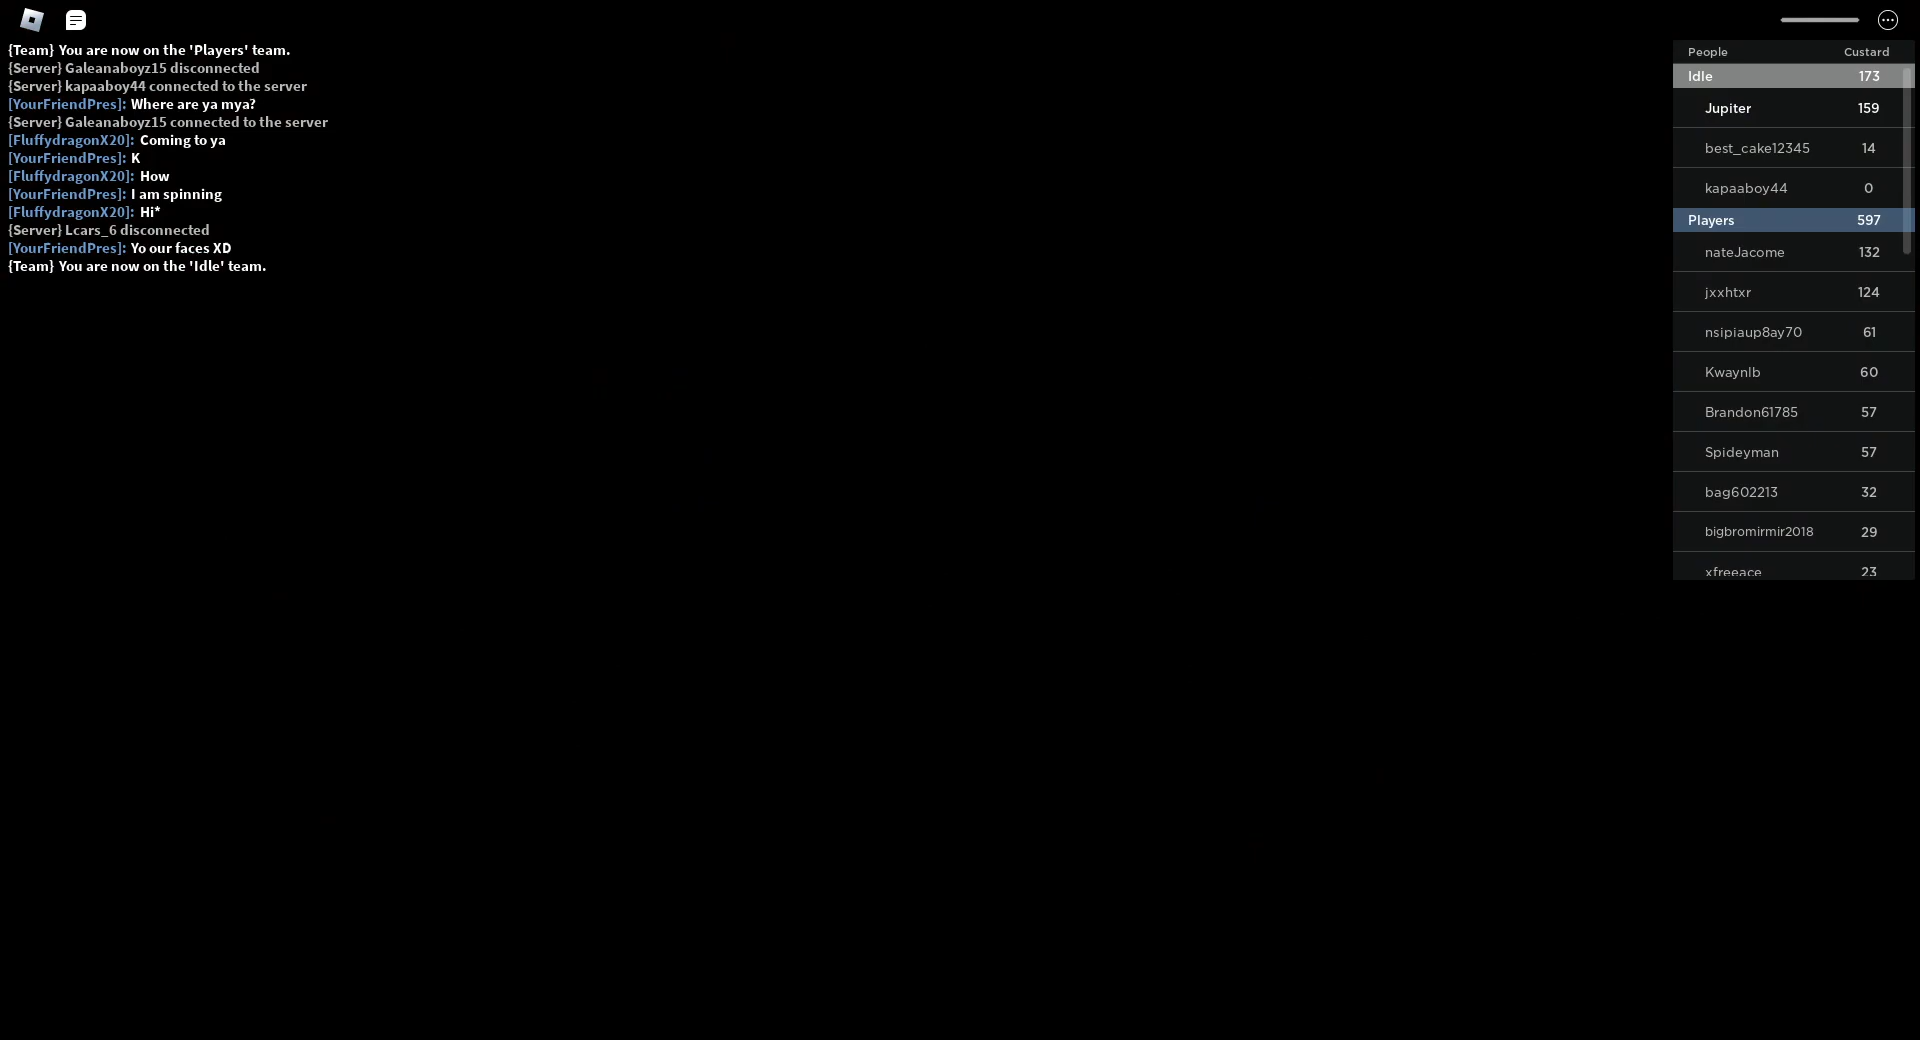 {Team} You are now on the 'Players' team.
{Server} Galeanaboyz15 disconnected
{Server} kapaaboy44 connected to the server
[YourFriendPres]: Where are ya mya?
{Server} Galeanaboyz15 connected to the server
[FluffydragonX20]: Coming to ya
[YourFriendPres]: K
[FluffydragonX20]: How
[YourFriendPres]: I am spinning
[FluffydragonX20]: Hi*
{Server} Lcars_6 disconnected
[YourFriendPres]: Yo our faces XD
{Team} You are now on the 'Idle' team.
People Custard
Idle 173
Jupiter 159
best_cake12345 14
kapaaboy44 0
Players 597
nateJacome 132
jxxhtxr 124
nsipiaup8ay70 61
Kwaynlb 60
Brandon61785 57
Spideyman 57
bag602213 32
bigbromirmir2018 29
xfreeace 23